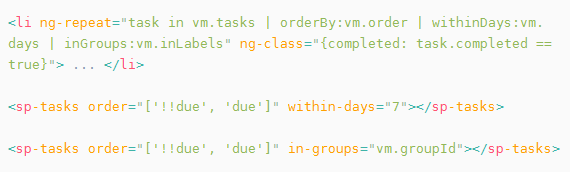 <li ng-repeat="task in vm.tasks | orderBy:vm.order | withinDays:vm.
days | inGroups:vm.inLabels" ng-class="{completed: task.completed ==
true}"> ... </li>
<sp-tasks order="['!!due', 'due']" within-days="7"></sp-tasks>
<sp-tasks order="['!!due', 'due']" in-groups="vm.groupId"></sp-tasks>